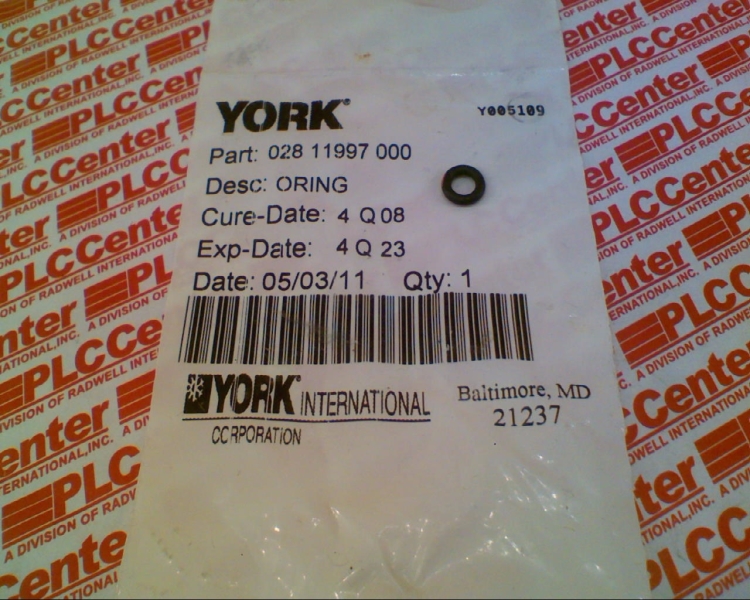 YORK® Y005109
Part: 028 11997 000
Desc: ORING
Cure-Date: 4 Q 08
Exp-Date: 4 Q 23
Date: 05/03/11 Qty: 1
YORK® INTERNATIONAL
CORPORATION
Baltimore, MD
21237
PLCCenter
A DIVISION OF RADWELL INTERNATIONAL, INC.